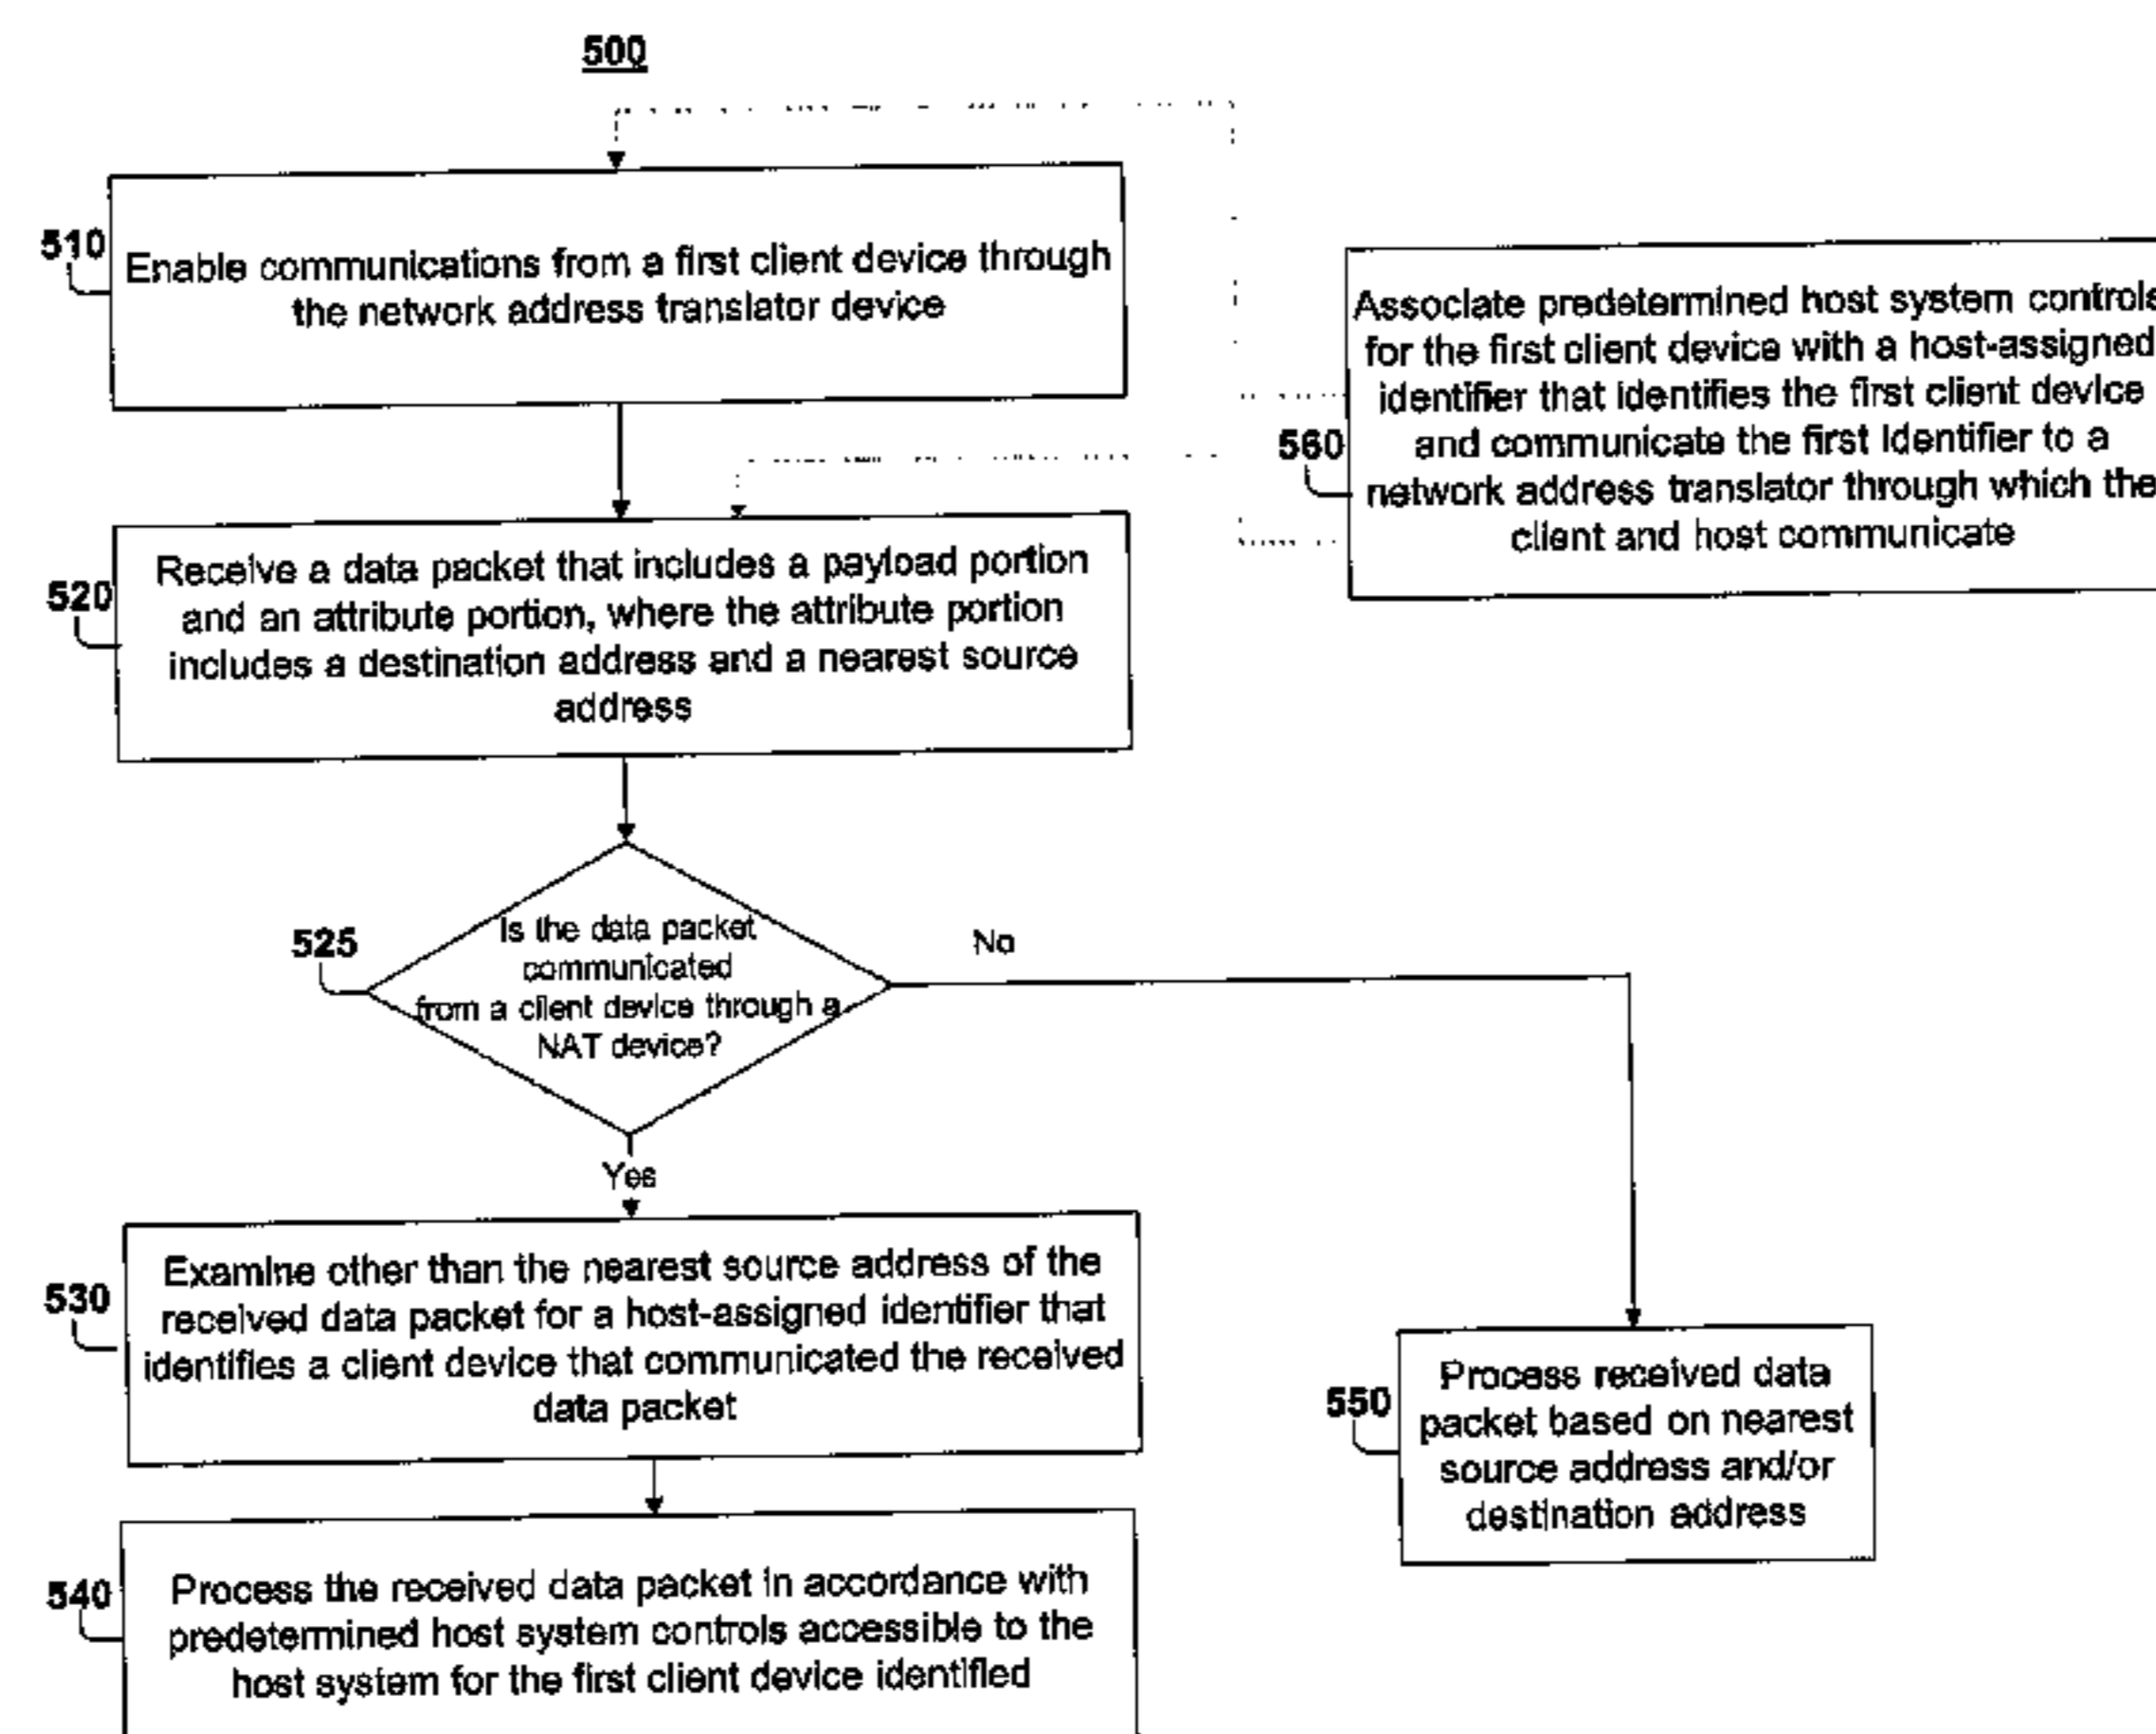 500
510
Enable communications from a first client device through
the network address translator device
560
Associate predetermined host system controls
for the first client device with a host-assigned
identifier that identifies the first client device
and communicate the first identifier to a
network address translator through which the
client and host communicate
520
Receive a data packet that includes a payload portion
and an attribute portion, where the attribute portion
includes a destination address and a nearest source
address
525
Is the data packet
communicated
from a client device through a
NAT device?
No
Yes
530
Examine other than the nearest source address of the
received data packet for a host-assigned identifier that
identifies a client device that communicated the received
data packet
550
Process received data
packet based on nearest
source address and/or
destination address
540
Process the received data packet in accordance with
predetermined host system controls accessible to the
host system for the first client device identified